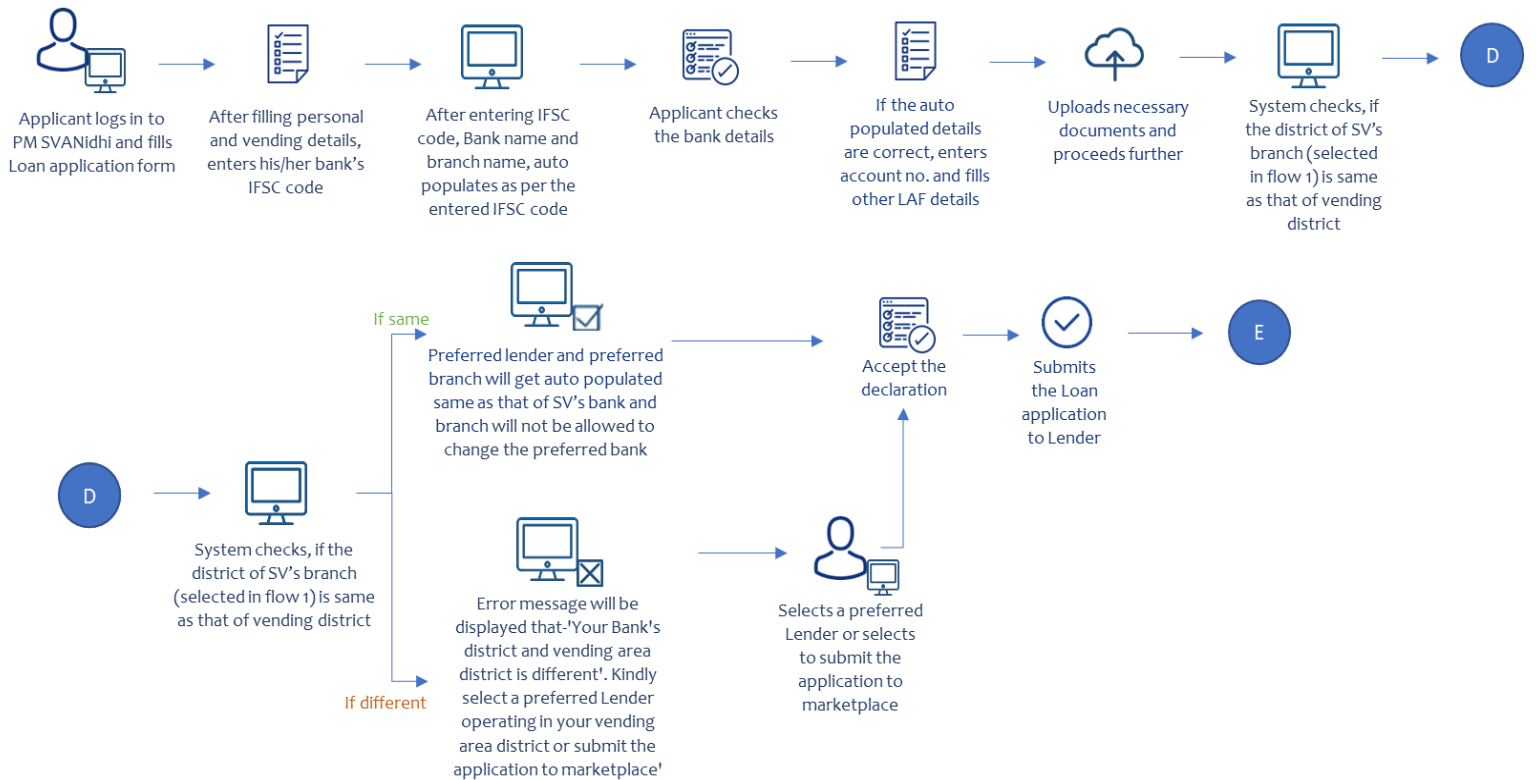 Applicant logs in to
PM SVANidhi and fills
Loan application form
After filling personal
and vending details,
enters his/her bank's
IFSC code
After entering IFSC
code, Bank name and
branch name, auto
populates as per the
entered IFSC code
Applicant checks
the bank details
If the auto
populated details
are correct, enters
account no. and fills
other LAF details
Uploads necessary
documents and
proceeds further
System checks, if
the district of SV's
branch (selected
in flow 1) is same
as that of vending
district
D
D
System checks, if the
district of SV's branch
(selected in flow 1) is same
as that of vending district
If same
Preferred lender and preferred
branch will get auto populated
same as that of SV's bank and
branch will not be allowed to
change the preferred bank
If different
Error message will be
displayed that-'Your Bank's
district and vending area
district is different'. Kindly
select a preferred Lender
operating in your vending
area district or submit the
application to marketplace'
Selects a preferred
Lender or selects
to submit the
application to
marketplace
Accept the
declaration
Submits
the Loan
application
to Lender
E